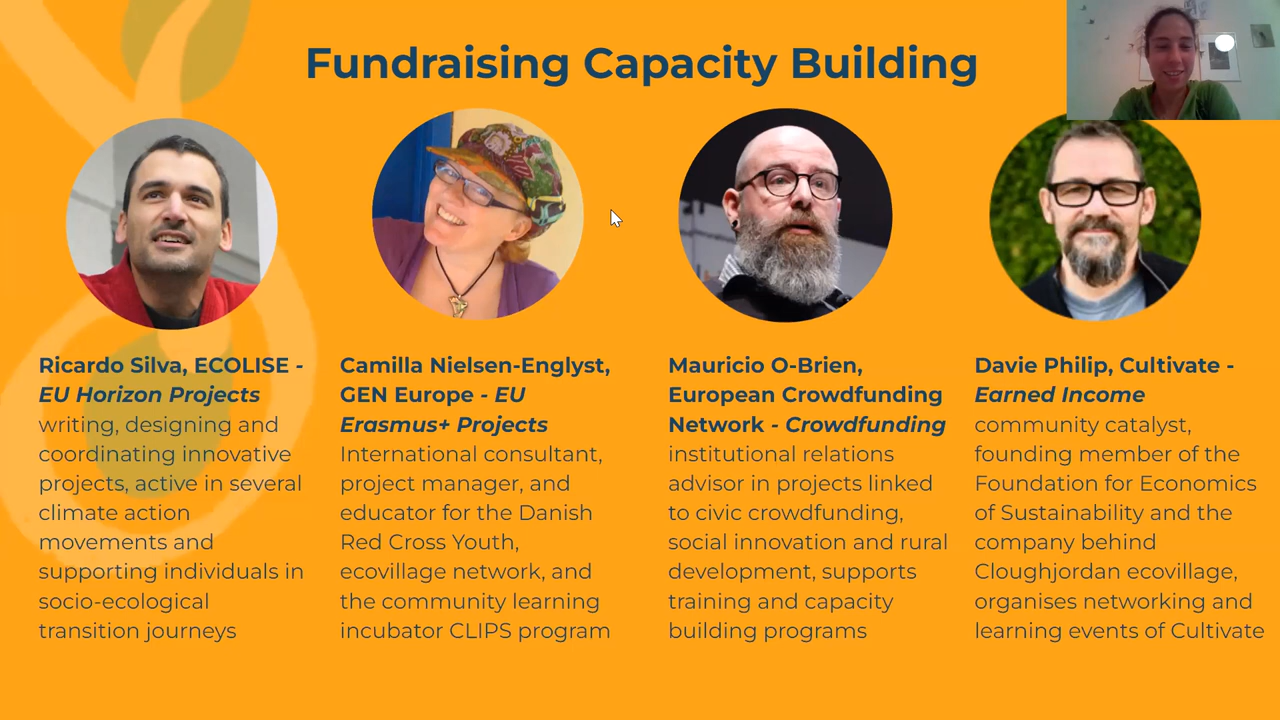 Fundraising Capacity Building
Ricardo Silva, ECOLISE -
EU Horizon Projects
writing, designing and
coordinating innovative
projects, active in several
climate action
movements and
supporting individuals in
socio-ecological
transition journeys
Camilla Nielsen-Englyst,
GEN Europe - EU
Erasmus+ Projects
International consultant,
project manager, and
educator for the Danish
Red Cross Youth,
ecovillage network, and
the community learning
incubator CLIPS program
Mauricio O-Brien,
European Crowdfunding
Network - Crowdfunding
institutional relations
advisor in projects linked
to civic crowdfunding,
social innovation and rural
development, supports
training and capacity
building programs
Davie Philip, Cultivate -
Earned Income
community catalyst,
founding member of the
Foundation for Economics
of Sustainability and the
company behind
Cloughjordan ecovillage,
organises networking and
learning events of Cultivate